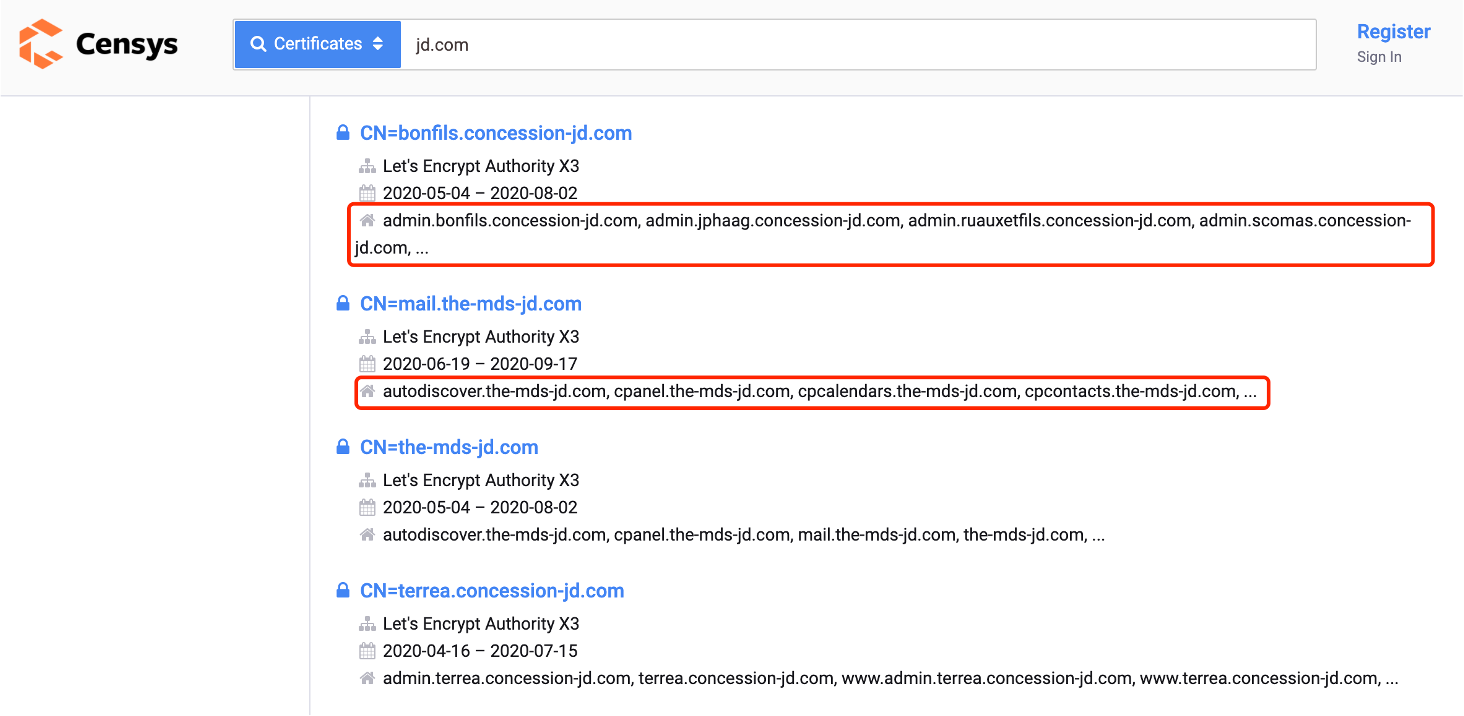 Censys
Certificates
jd.com
Register
Sign In
CN=bonfils.concession-jd.com
Let's Encrypt Authority X3
2020-05-04 – 2020-08-02
admin.bonfils.concession-jd.com, admin.jphaag.concession-jd.com, admin.ruauxetfils.concession-jd.com, admin.scomas.concession-
jd.com, ...
CN=mail.the-mds-jd.com
Let's Encrypt Authority X3
2020-06-19 – 2020-09-17
autodiscover.the-mds-jd.com, cpanel.the-mds-jd.com, cpcalendars.the-mds-jd.com, cpcontacts.the-mds-jd.com, ...
CN=the-mds-jd.com
Let's Encrypt Authority X3
2020-05-04 – 2020-08-02
autodiscover.the-mds-jd.com, cpanel.the-mds-jd.com, mail.the-mds-jd.com, the-mds-jd.com, ...
CN=terrea.concession-jd.com
Let's Encrypt Authority X3
2020-04-16 – 2020-07-15
admin.terrea.concession-jd.com, terrea.concession-jd.com, www.admin.terrea.concession-jd.com, www.terrea.concession-jd.com, ...